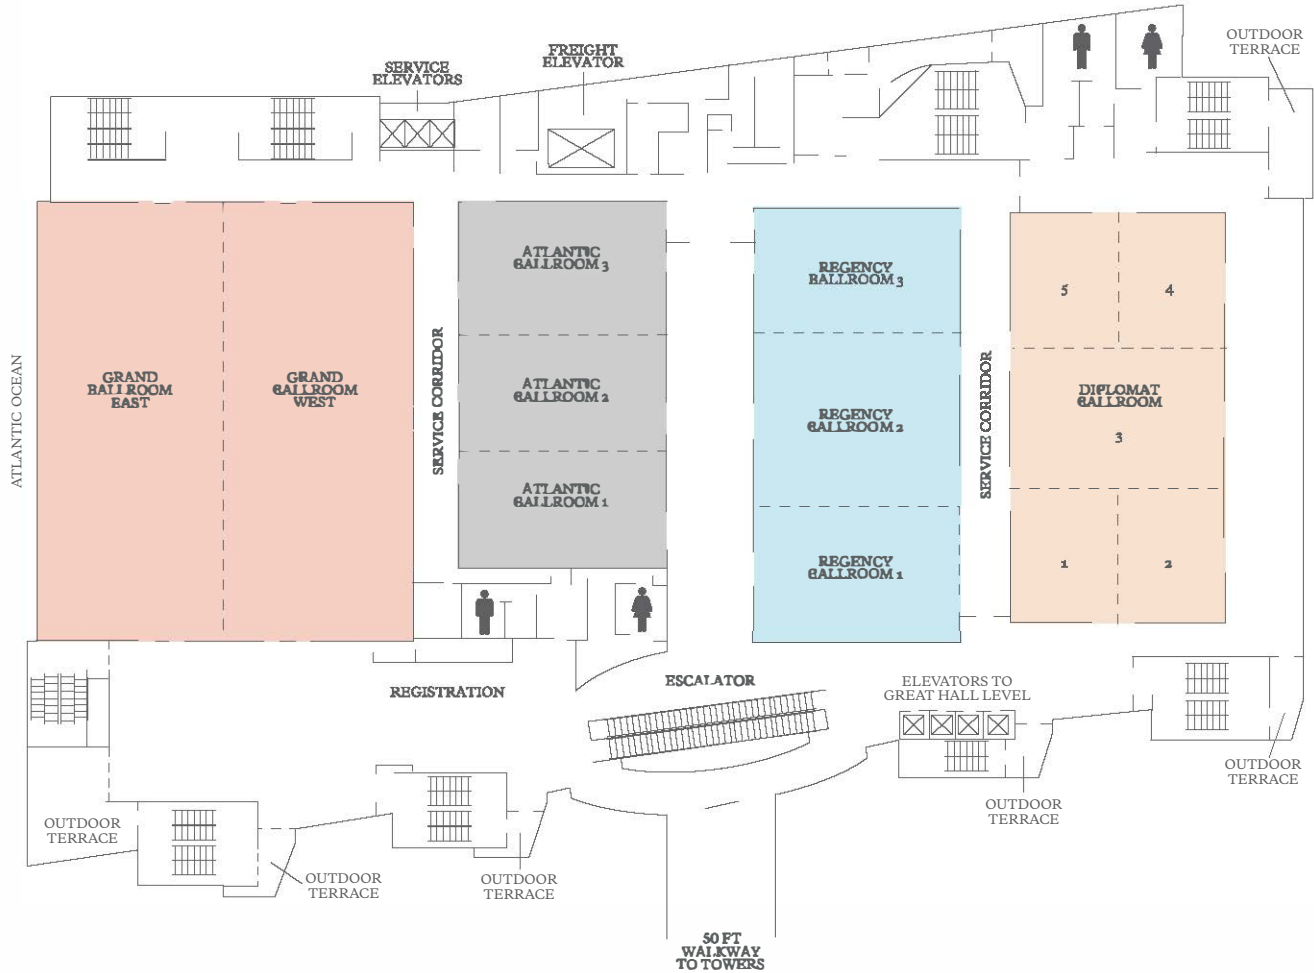 OUTDOOR
TERRACE
FREIGHT
ELEVATOR
SERVICE
ELEVATORS
ATLANTIC OCEAN
GRAND
BALLROOM
EAST
GRAND
BALLROOM
WEST
SERVICE CORRIDOR
ATLANTIC
BALLROOM 3
ATLANTIC
BALLROOM 2
ATLANTIC
BALLROOM 1
REGENCY
BALLROOM 3
REGENCY
BALLROOM 2
REGENCY
BALLROOM 1
SERVICE CORRIDOR
5
4
DIPLOMAT
BALLROOM
3
1
2
REGISTRATION
ESCALATOR
ELEVATORS TO
GREAT HALL LEVEL
OUTDOOR
TERRACE
OUTDOOR
TERRACE
OUTDOOR
TERRACE
OUTDOOR
TERRACE
OUTDOOR
TERRACE
50 FT
WALKWAY
TO TOWERS